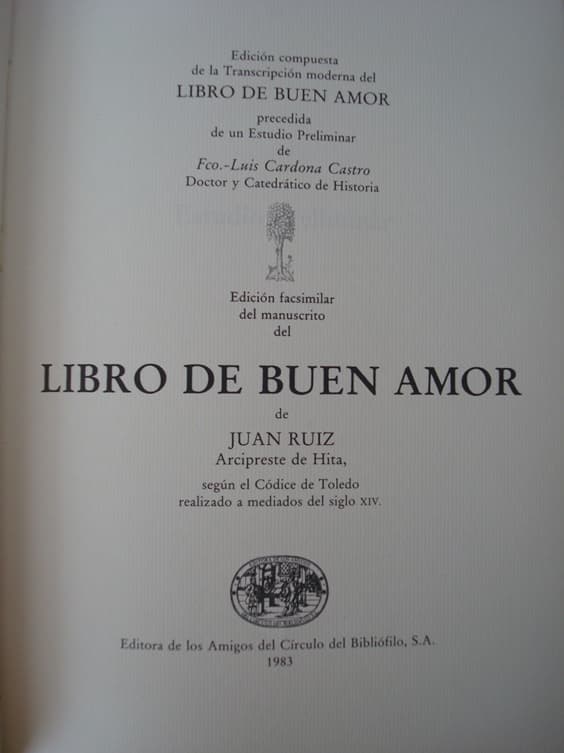 Edición compuesta
de la Transcripción moderna del
LIBRO DE BUEN AMOR
precedida
de un Estudio Preliminar
de
Fco.-Luis Cardona Castro
Doctor y Catedrático de Historia
Edición facsimilar
del manuscrito
del
LIBRO DE BUEN AMOR
de
JUAN RUIZ
Arcipreste de Hita,
según el Códice de Toledo
realizado a mediados del siglo XIV.
Editora de los Amigos del Círculo del Bibliófilo, S.A.
1983